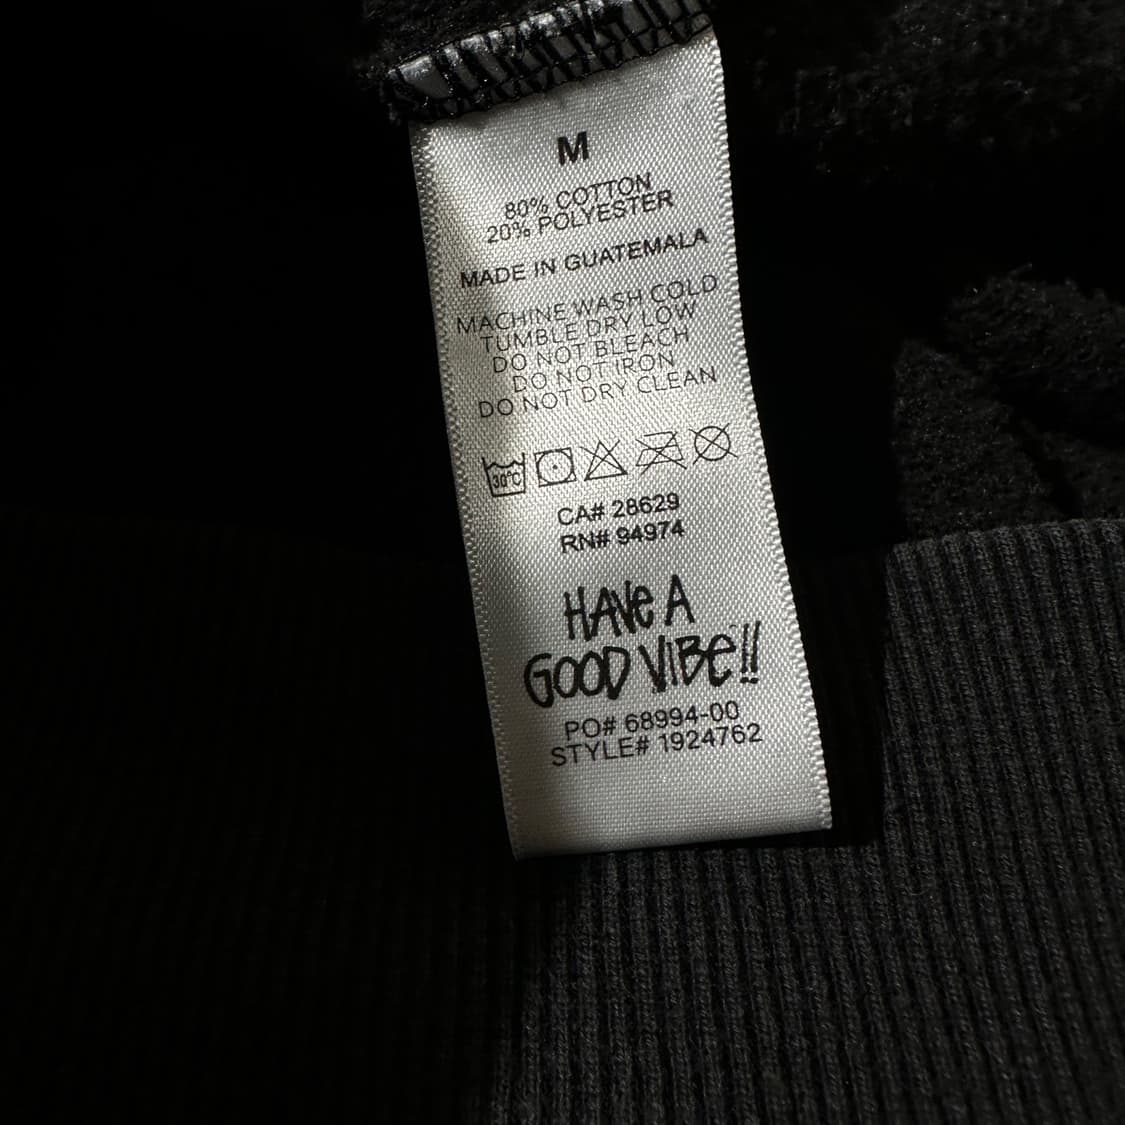 M
80% COTTON
20% POLYESTER
MADE IN GUATEMALA
MACHINE WASH COLD
TUMBLE DRY LOW
DO NOT BLEACH
DO NOT IRON
DO NOT DRY CLEAN
30°C
CA# 28629
RN# 94974
HAVe A
GOOD VIBe!!
PO# 68994-00
STYLE# 1924762